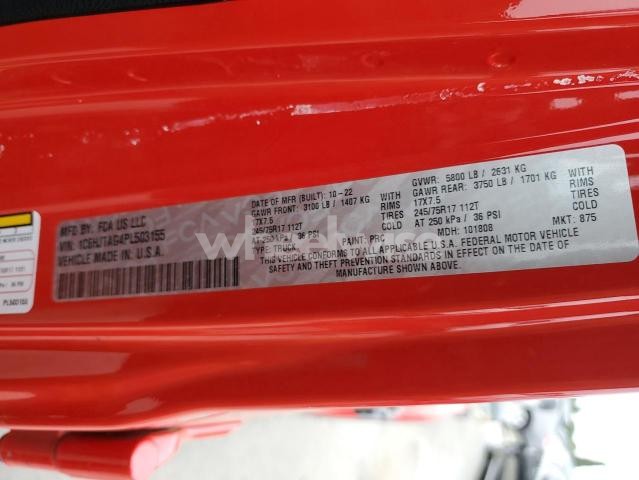 MFD. BY: FCA US LLC
VIN: 1C6HJTAG4PL503155
VEHICLE MADE IN: U.S.A.
DATE OF MFR (BUILT): 10-22
GAWR FRONT: 3100 LB / 1407 KG WITH
17X7.5 RIMS
245/75R17 112T TIRES
AT 250 kPa / 36 PSI COLD
GVWR: 5800 LB / 2631 KG
GAWR REAR: 3750 LB / 1701 KG WITH
17X7.5 RIMS
245/75R17 112T TIRES
AT 250 kPa / 36 PSI COLD
TYPE: TRUCK PAINT: PRC MDH: 101808 MKT: 875
THIS VEHICLE CONFORMS TO ALL APPLICABLE U.S.A. FEDERAL MOTOR VEHICLE
SAFETY AND THEFT PREVENTION STANDARDS IN EFFECT ON THE DATE OF
MANUFACTURE SHOWN ABOVE.
PL503155